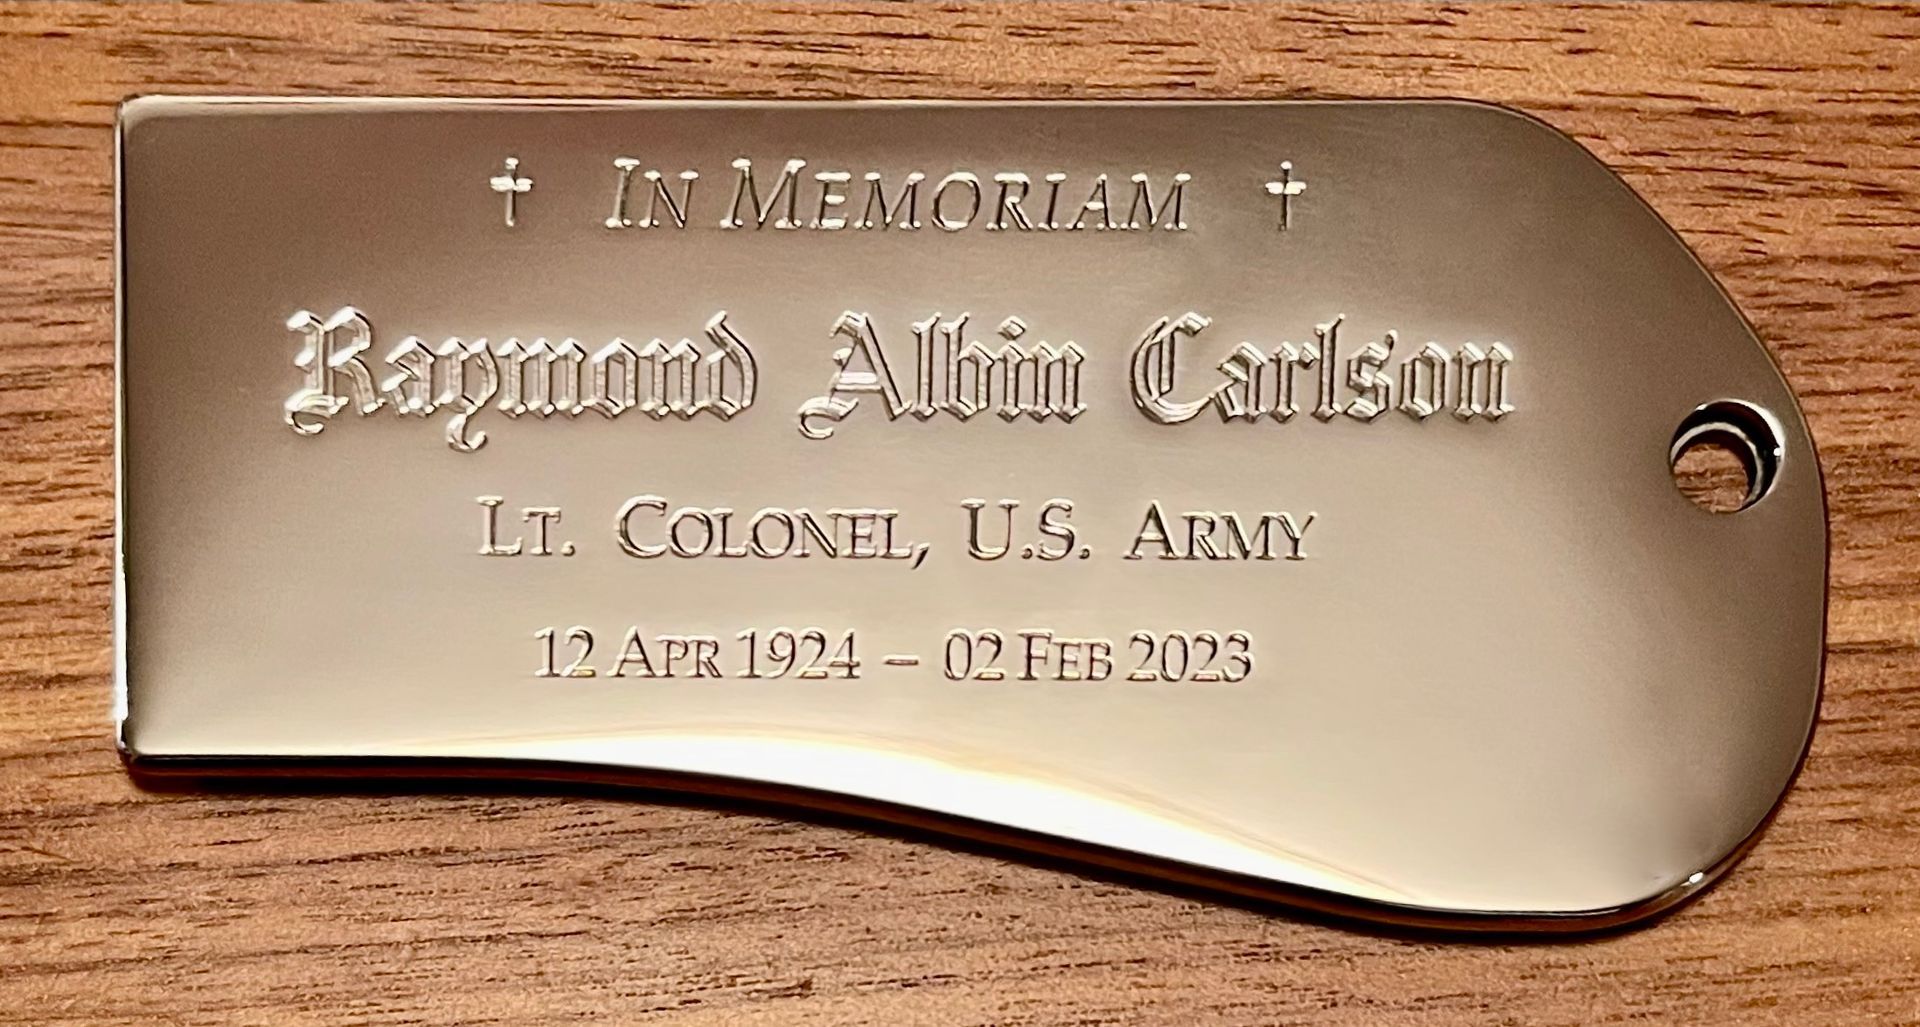 ✝ In Memoriam ✝
Raymond Albin Carlson
Lt. Colonel, U.S. Army
12 Apr 1924 – 02 Feb 2023